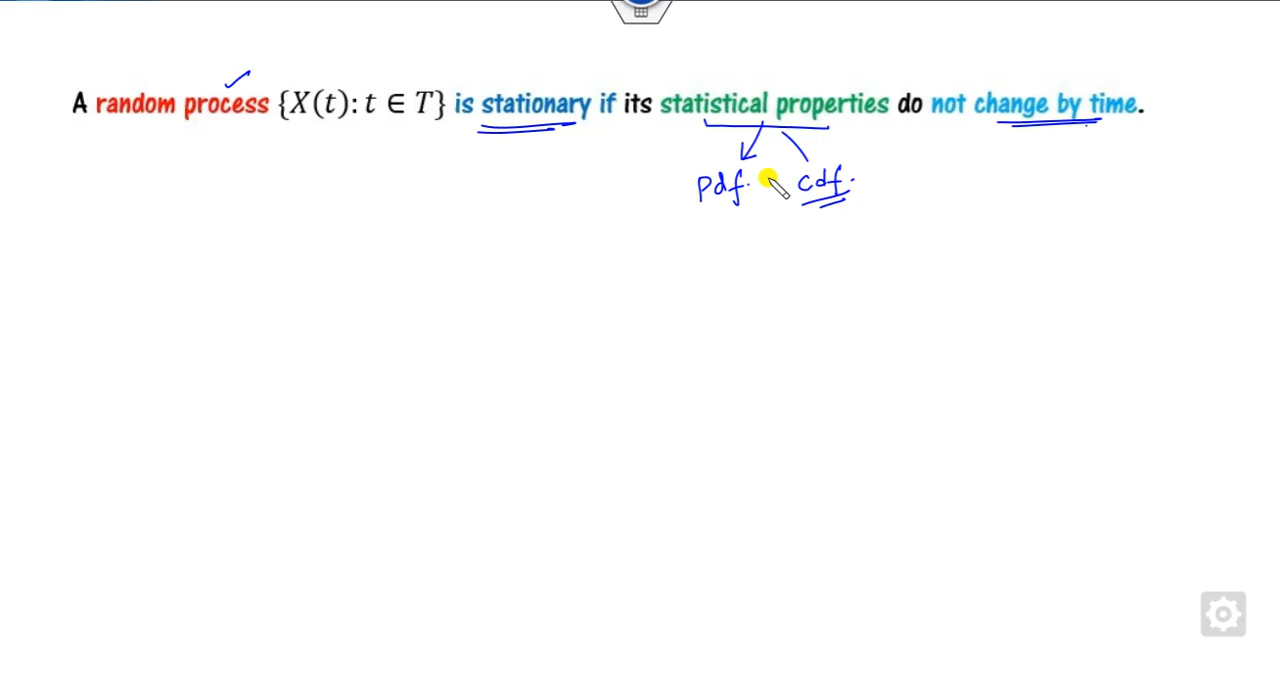 A random process {X(t): t ∈ T} is stationary if its statistical properties do not change by time.
pdf. cdf.